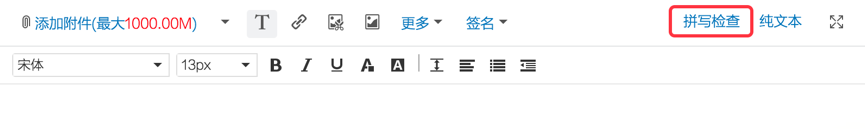 添加附件(最大1000.00M) T 更多 签名 拼写检查 纯文本
宋体 13px B I U A A